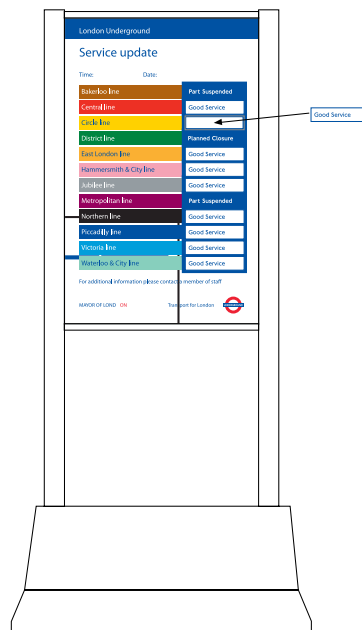 London Underground
Service update
Time: Date:
Bakerloo line Part Suspended
Central line Good Service
Circle line
Good Service
District line Planned Closure
East London line Good Service
Hammersmith & City line Good Service
Jubilee line Good Service
Metropolitan line Part Suspended
Northern line Good Service
Piccadilly line Good Service
Victoria line Good Service
Waterloo & City line Good Service
For additional information please contact a member of staff
MAYOR OF LOND ON Transport for London